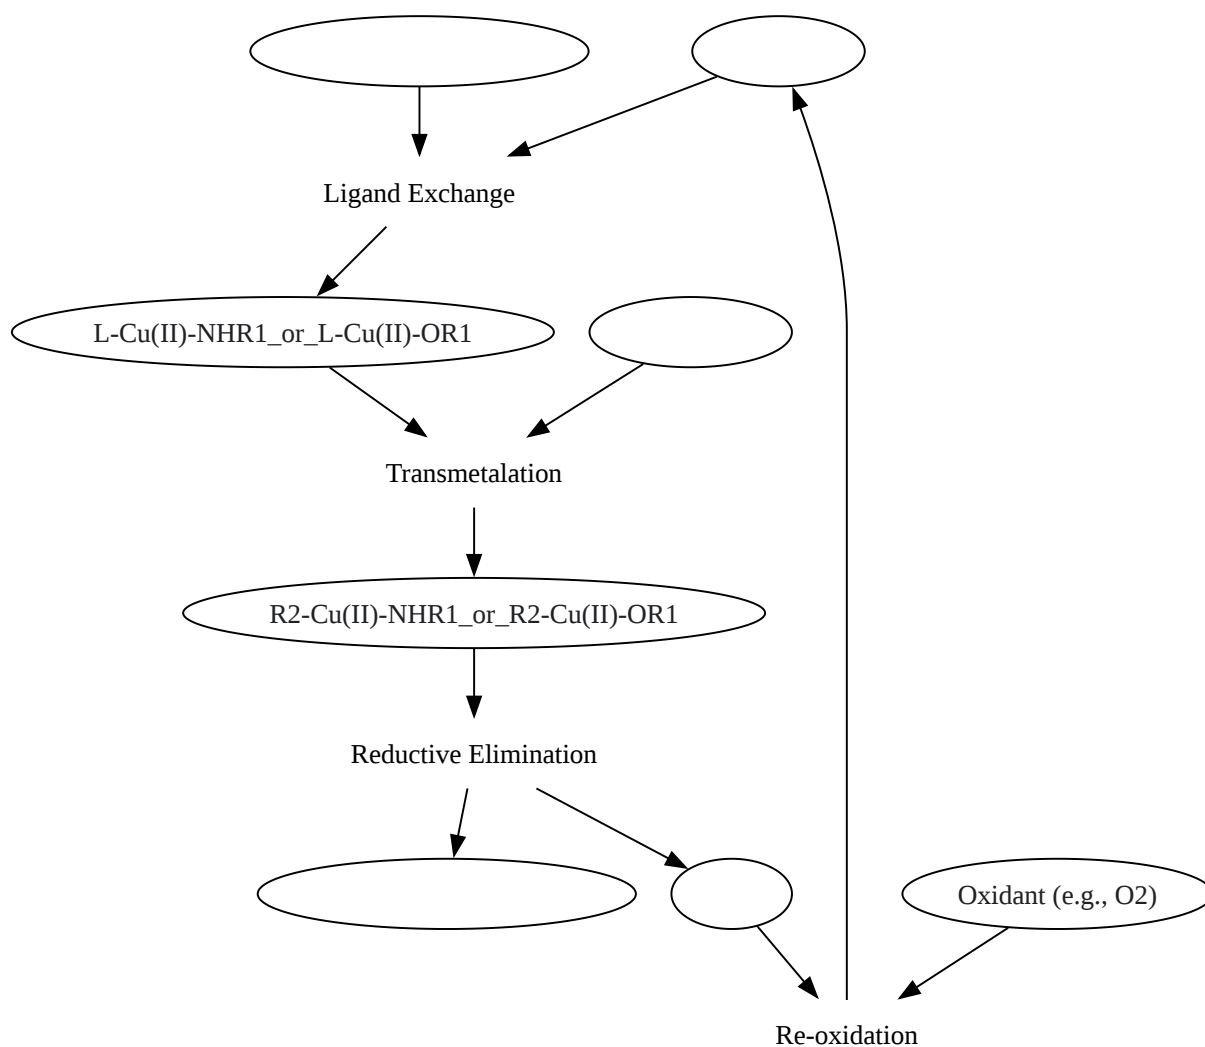 Ligand Exchange
L-Cu(II)-NHR1_or_L-Cu(II)-OR1
Transmetalation
R2-Cu(II)-NHR1_or_R2-Cu(II)-OR1
Reductive Elimination
Oxidant (e.g., O2)
Re-oxidation